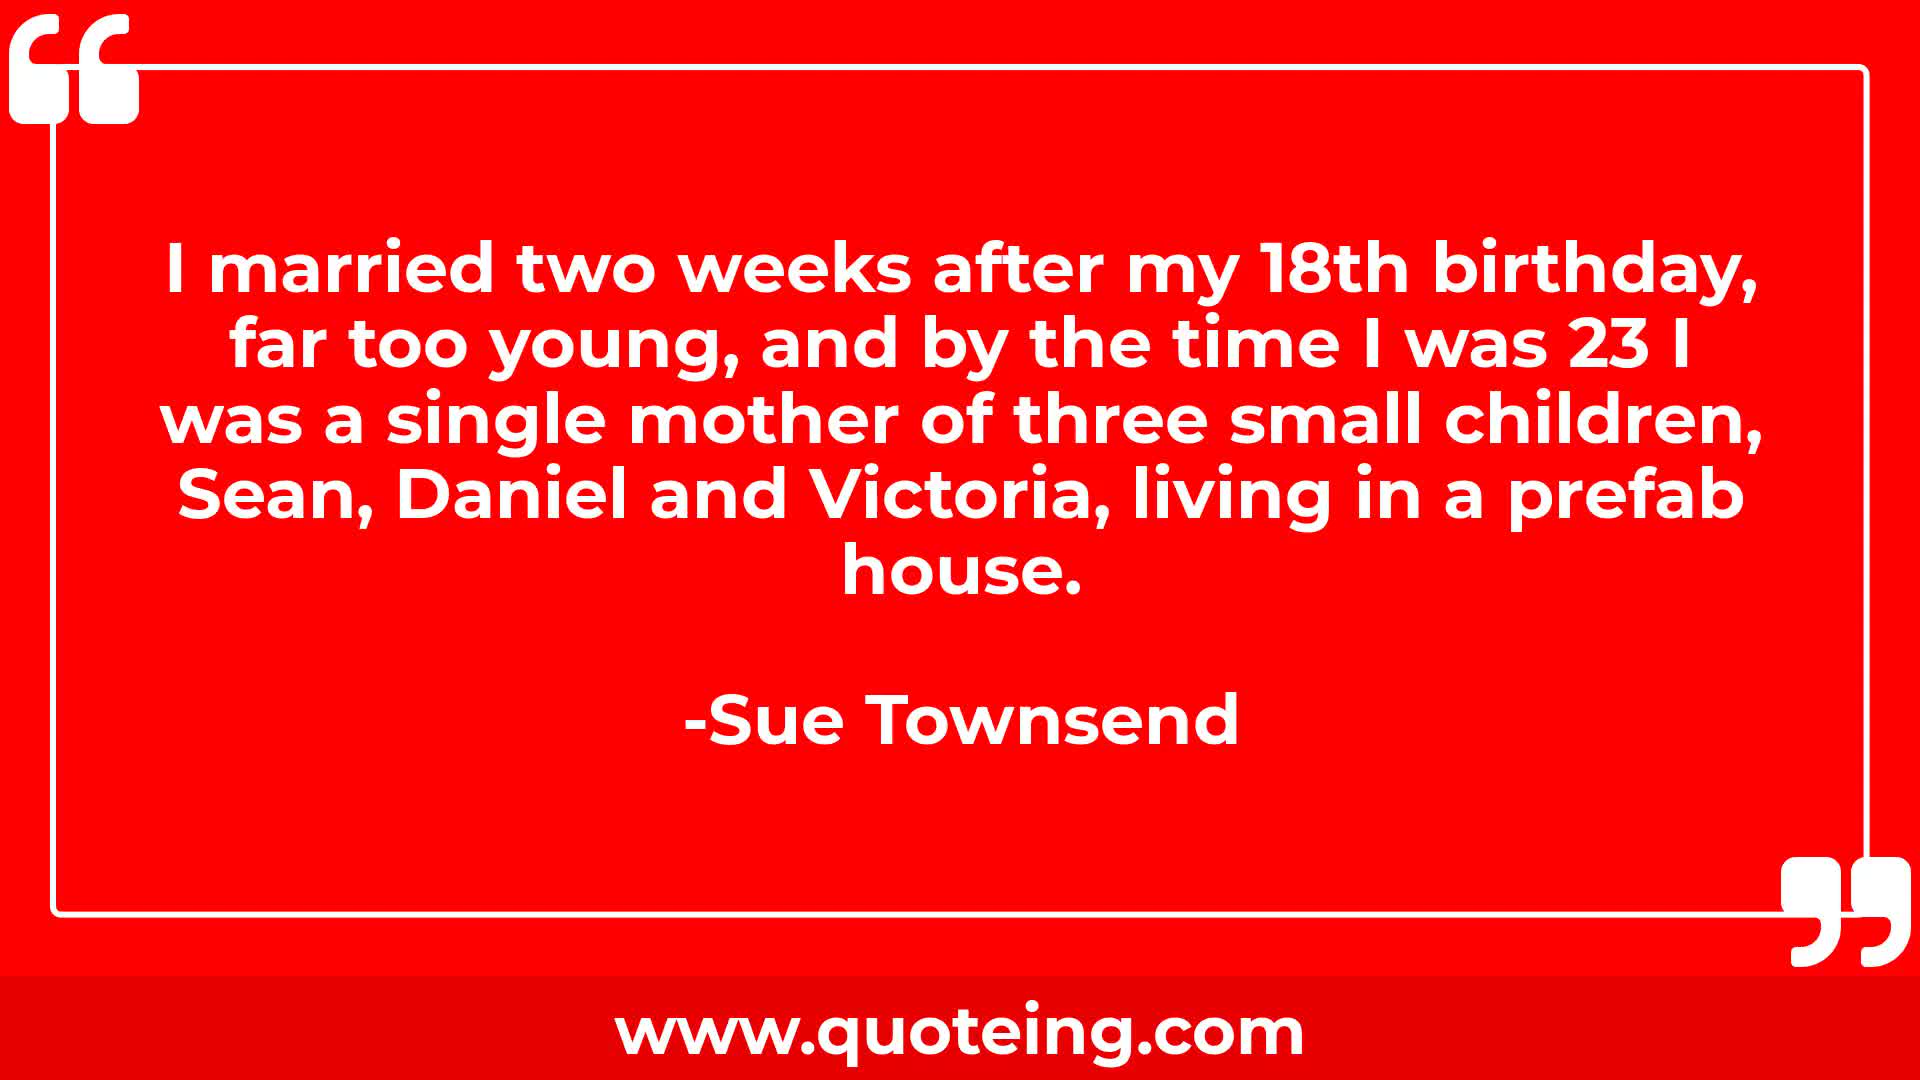 I married two weeks after my 18th birthday,
far too young, and by the time I was 23 I
was a single mother of three small children,
Sean, Daniel and Victoria, living in a prefab
house.
-Sue Townsend
www.quoteing.com